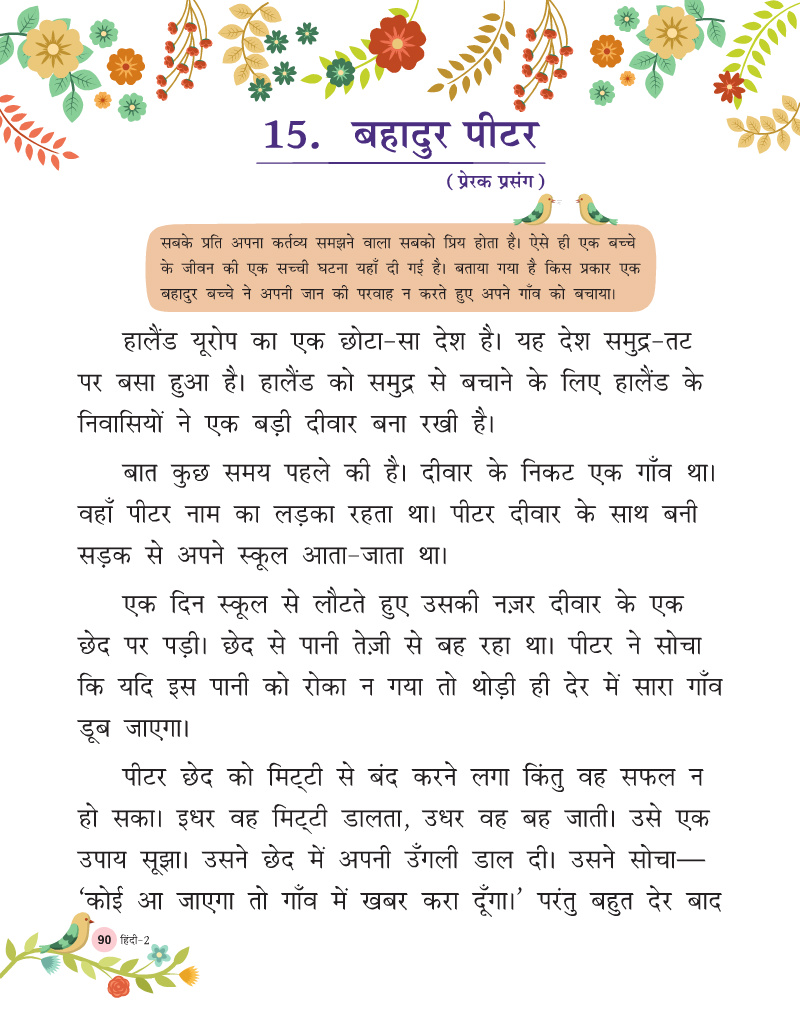 15. बहादुर पीटर
( प्रेरक प्रसंग )
सबके प्रति अपना कर्तव्य समझने वाला सबको प्रिय होता है। ऐसे ही एक बच्चे
के जीवन की एक सच्ची घटना यहाँ दी गई है। बताया गया है किस प्रकार एक
बहादुर बच्चे ने अपनी जान की परवाह न करते हुए अपने गाँव को बचाया।
हालैंड यूरोप का एक छोटा-सा देश है। यह देश समुद्र-तट
पर बसा हुआ है। हालैंड को समुद्र से बचाने के लिए हालैंड के
निवासियों ने एक बड़ी दीवार बना रखी है।
बात कुछ समय पहले की है। दीवार के निकट एक गाँव था।
वहाँ पीटर नाम का लड़का रहता था। पीटर दीवार के साथ बनी
सड़क से अपने स्कूल आता-जाता था।
एक दिन स्कूल से लौटते हुए उसकी नज़र दीवार के एक
छेद पर पड़ी। छेद से पानी तेज़ी से बह रहा था। पीटर ने सोचा
कि यदि इस पानी को रोका न गया तो थोड़ी ही देर में सारा गाँव
डूब जाएगा।
पीटर छेद को मिट्‌टी से बंद करने लगा किंतु वह सफल न
हो सका। इधर वह मिट्‌टी डालता, उधर वह बह जाती। उसे एक
उपाय सूझा। उसने छेद में अपनी उँगली डाल दी। उसने सोचा—
‘कोई आ जाएगा तो गाँव में खबर करा दूँगा।’ परंतु बहुत देर बाद
90 हिंदी-2